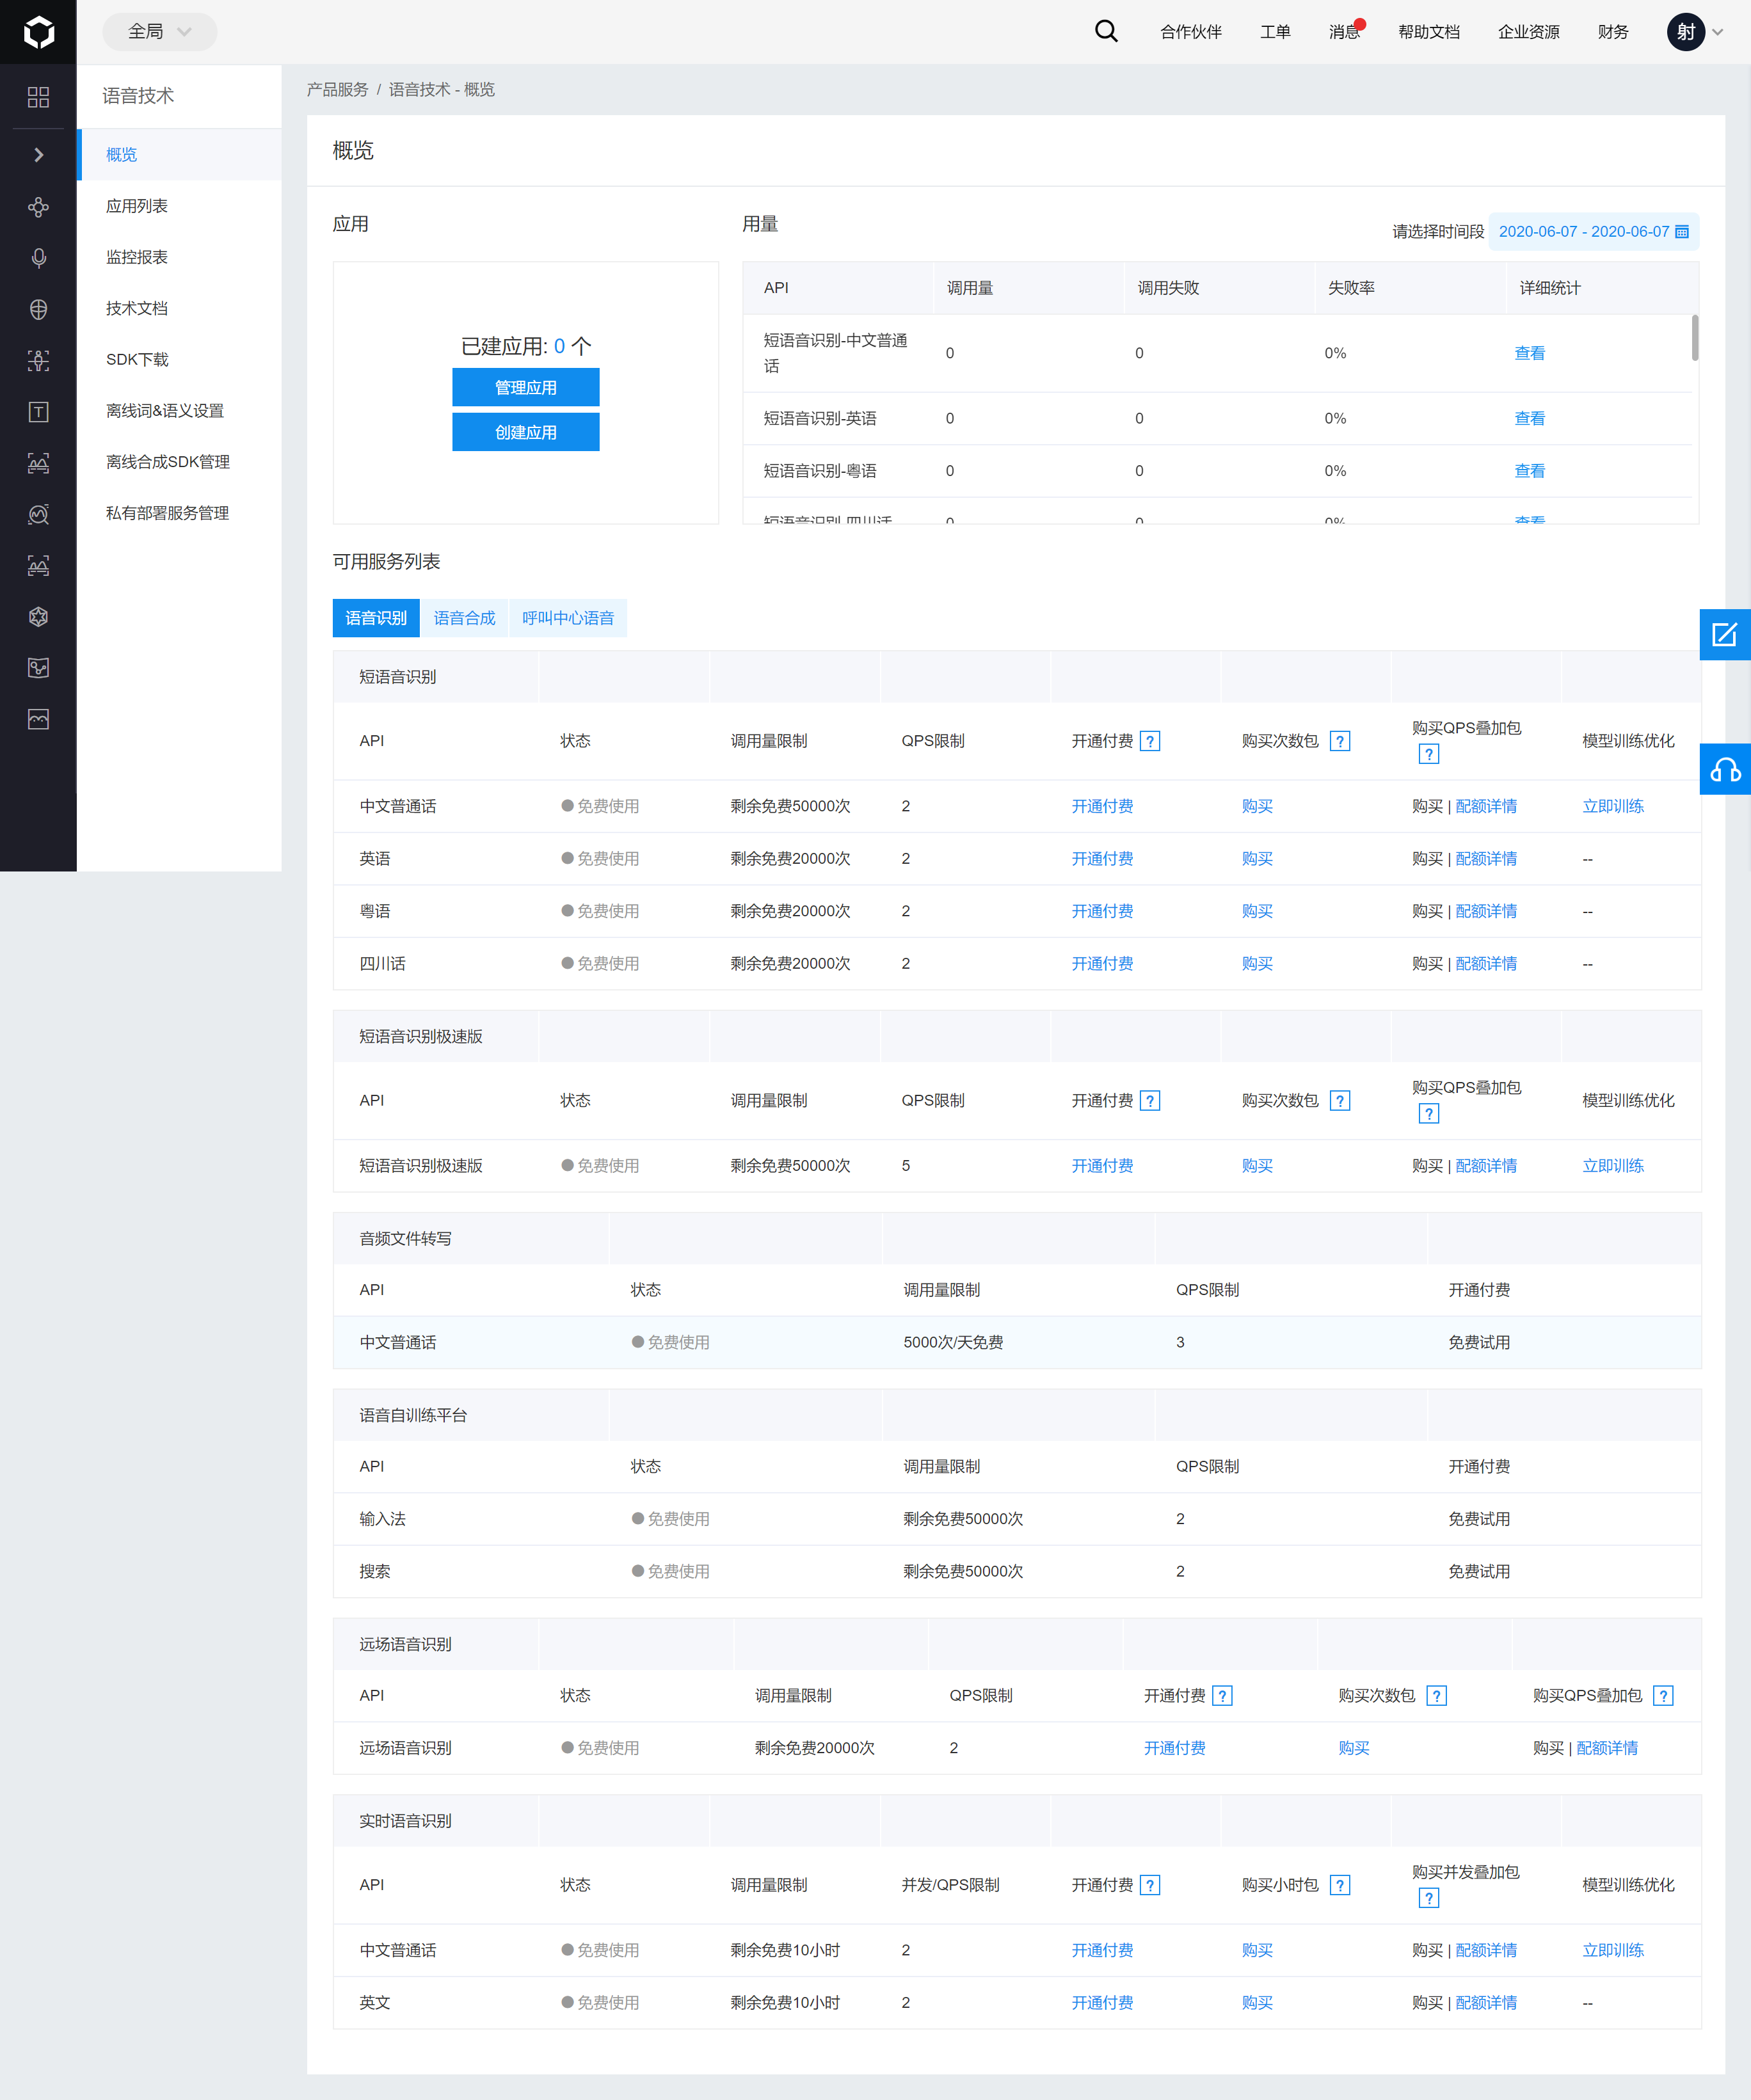 全局
合作伙伴 工单 消息 帮助文档 企业资源 财务 射
语音技术
概览
应用列表
监控报表
技术文档
SDK下载
离线词&语义设置
离线合成SDK管理
私有部署服务管理
产品服务 / 语音技术 - 概览
概览
应用
已建应用: 0 个
管理应用
创建应用
用量
请选择时间段 2020-06-07 - 2020-06-07
API 调用量 调用失败 失败率 详细统计
短语音识别-中文普通
话 0 0 0% 查看
短语音识别-英语 0 0 0% 查看
短语音识别-粤语 0 0 0% 查看
短语音识别-四川话 0 0 0% 查看
可用服务列表
语音识别 语音合成 呼叫中心语音
短语音识别
API 状态 调用量限制 QPS限制 开通付费 ? 购买次数包 ? 购买QPS叠加包 ? 模型训练优化
中文普通话 免费使用 剩余免费50000次 2 开通付费 购买 购买 | 配额详情 立即训练
英语 免费使用 剩余免费20000次 2 开通付费 购买 购买 | 配额详情 --
粤语 免费使用 剩余免费20000次 2 开通付费 购买 购买 | 配额详情 --
四川话 免费使用 剩余免费20000次 2 开通付费 购买 购买 | 配额详情 --
短语音识别极速版
API 状态 调用量限制 QPS限制 开通付费 ? 购买次数包 ? 购买QPS叠加包 ? 模型训练优化
短语音识别极速版 免费使用 剩余免费50000次 5 开通付费 购买 购买 | 配额详情 立即训练
音频文件转写
API 状态 调用量限制 QPS限制 开通付费
中文普通话 免费使用 5000次/天免费 3 免费试用
语音自训练平台
API 状态 调用量限制 QPS限制 开通付费
输入法 免费使用 剩余免费50000次 2 免费试用
搜索 免费使用 剩余免费50000次 2 免费试用
远场语音识别
API 状态 调用量限制 QPS限制 开通付费 ? 购买次数包 ? 购买QPS叠加包 ?
远场语音识别 免费使用 剩余免费20000次 2 开通付费 购买 购买 | 配额详情
实时语音识别
API 状态 调用量限制 并发/QPS限制 开通付费 ? 购买小时包 ? 购买并发叠加包 ? 模型训练优化
中文普通话 免费使用 剩余免费10小时 2 开通付费 购买 购买 | 配额详情 立即训练
英文 免费使用 剩余免费10小时 2 开通付费 购买 购买 | 配额详情 --